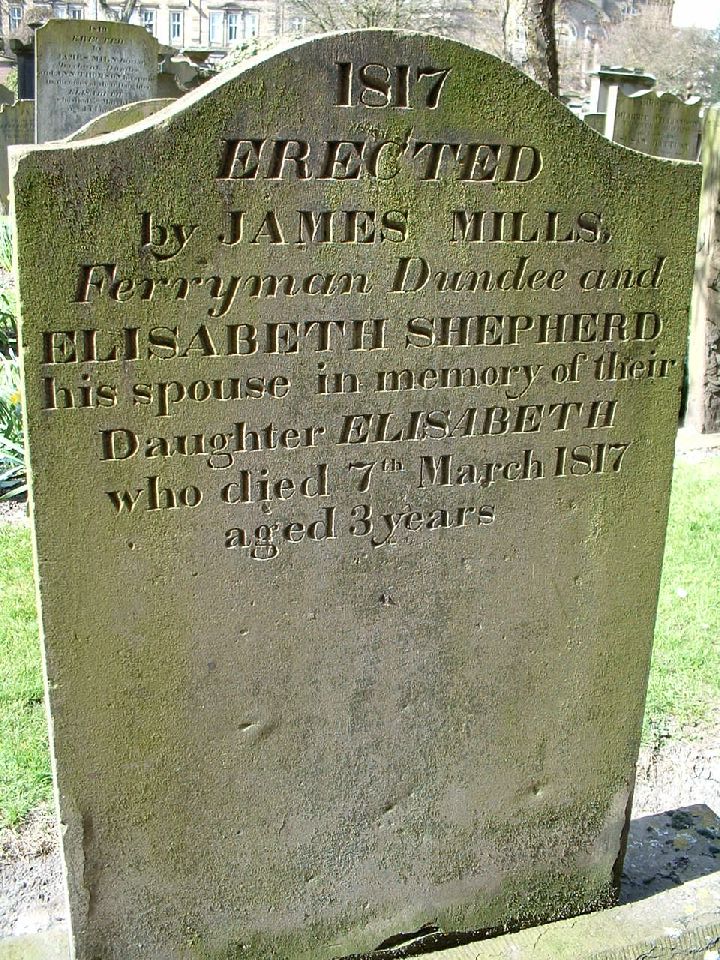 1817
ERECTED
by JAMES MILLS,
Ferryman Dundee and
ELISABETH SHEPHERD
his spouse in memory of their
Daughter ELISABETH
who died 7th March 1817
aged 3 years
ERECTED